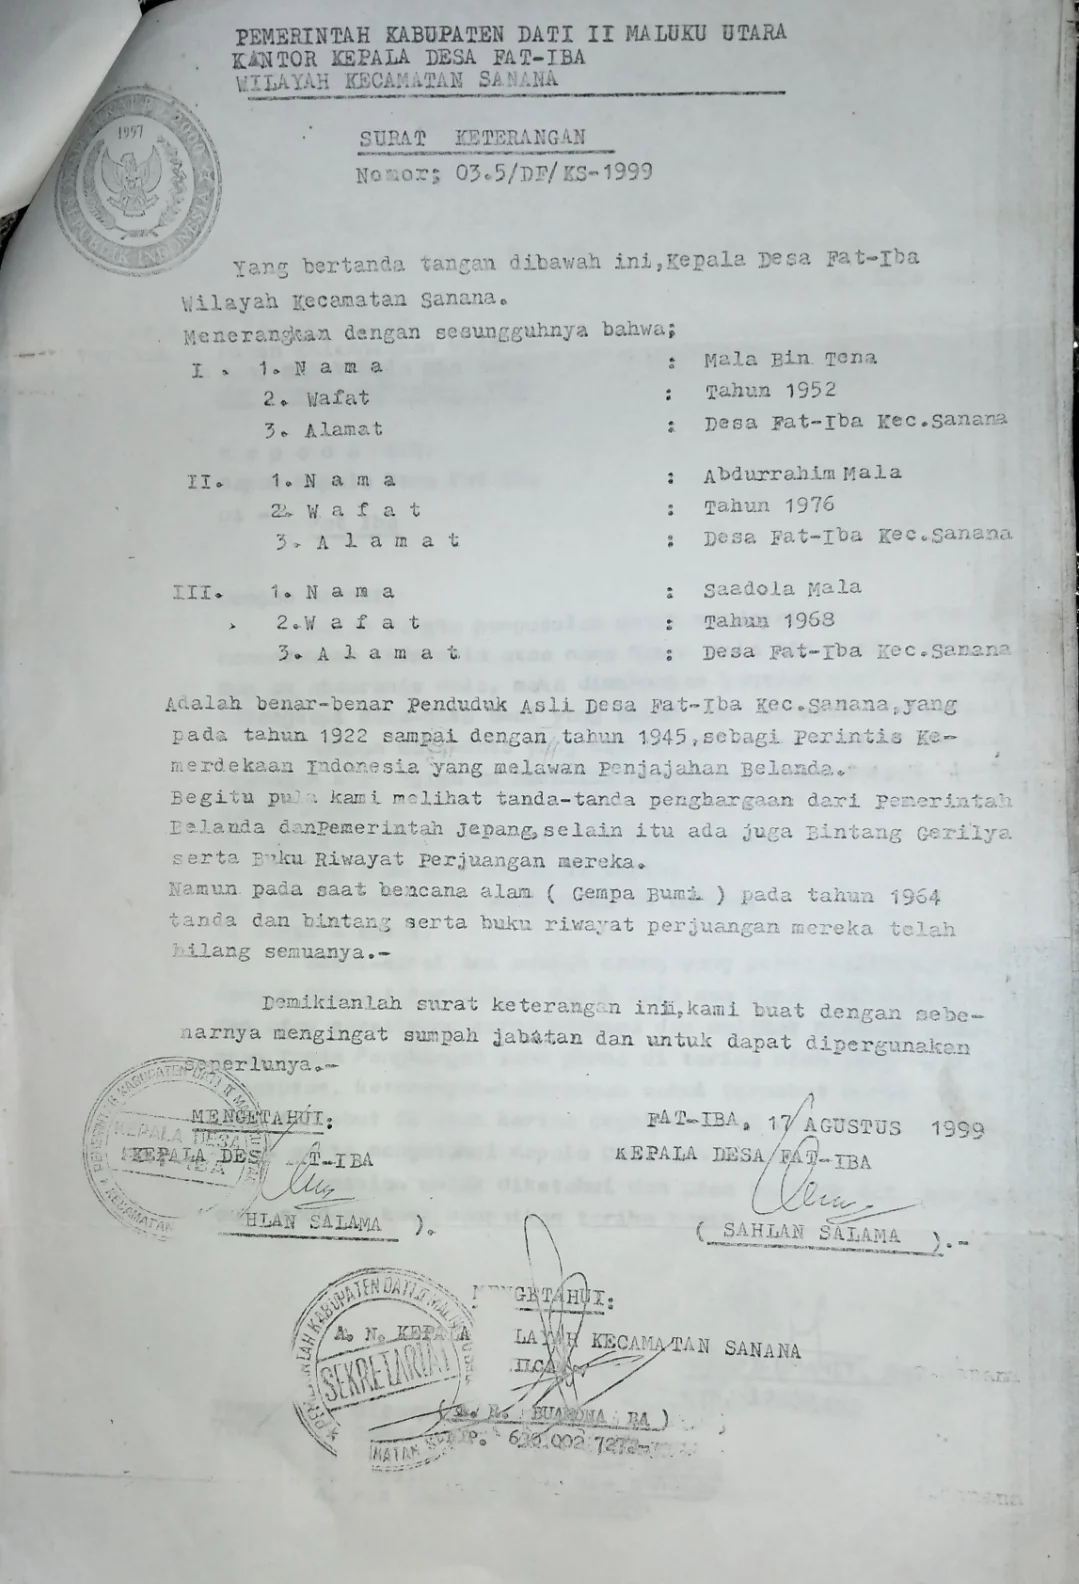 PEMERINTAH KABUPATEN DATI II MALUKU UTARA
KANTOR KEPALA DESA FAT-IBA
WILAYAH KECAMATAN SANANA
1997
REPUBLIK INDONESIA
SURAT KETERANGAN
Nomor; 03.5/DF/KS-1999
Yang bertanda tangan dibawah ini,Kepala Desa Fat-Iba
Wilayah Kecamatan Sanana.
Menerangkan dengan sesungguhnya bahwa;
I. 1. N a m a : Mala Bin Tena
2. Wafat : Tahun 1952
3. Alamat : Desa Fat-Iba Kec.Sanana
II. 1. N a m a : Abdurrahim Mala
2. W a f a t : Tahun 1976
3. A l a m a t : Desa Fat-Iba Kec.Sanana
III. 1. N a m a : Saadola Mala
2.W a f a t : Tahun 1968
3. A l a m a t : Desa Fat-Iba Kec.Sanana
Adalah benar-benar Penduduk Asli Desa Fat-Iba Kec.Sanana,yang
pada tahun 1922 sampai dengan tahun 1945,sebagi Perintis Ke-
merdekaan Indonesia yang melawan Penjajahan Belanda.
Begitu pula kami melihat tanda-tanda penghargaan dari Pemerintah
Belanda danPemerintah Jepang,selain itu ada juga Bintang Gerilya
serta Buku Riwayat Perjuangan mereka.
Namun pada saat bencana alam ( Gempa Bumi ) pada tahun 1964
tanda dan bintang serta buku riwayat perjuangan mereka telah
hilang semuanya.-
Demikianlah surat keterangan ini,kami buat dengan sebe-
narnya mengingat sumpah jabatan dan untuk dapat dipergunakan
seperlunya.-
MENGETAHUI: FAT-IBA, 17 AGUSTUS 1999
KEPALA DES T-IBA KEPALA DESA FAT-IBA
HLAN SALAMA ). ( SAHLAN SALAMA ).-
KEPALA DESA
KECAMATAN
MENGETAHUI:
A. N. KEPALA LAYAH KECAMATAN SANANA
SEKRETARIAT
BUAMONA BA )